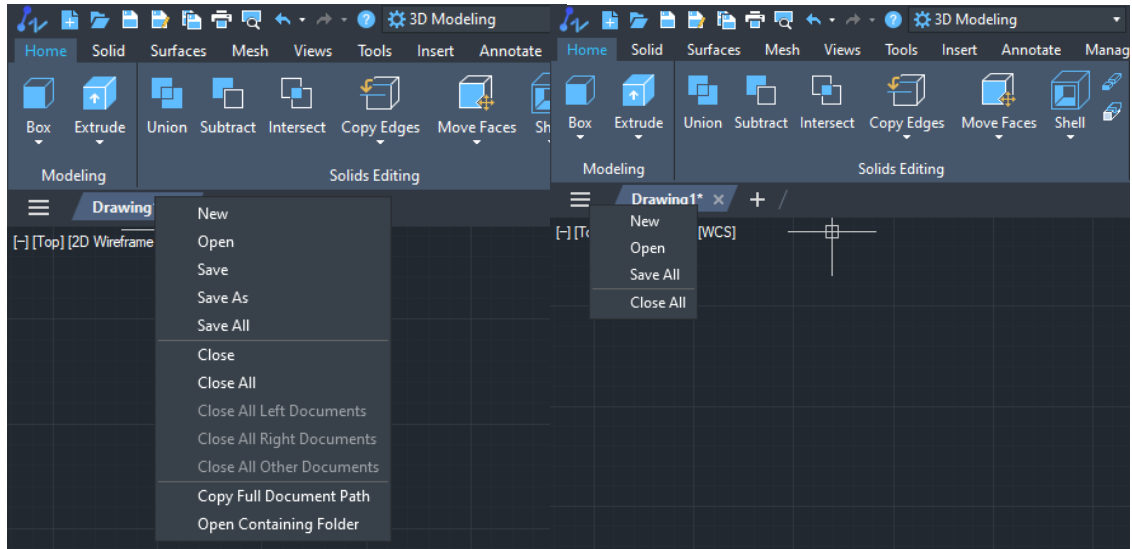 3D Modeling
Home Solid Surfaces Mesh Views Tools Insert Annotate
Box Extrude Union Subtract Intersect Copy Edges Move Faces Sh
Modeling Solids Editing
Drawing
[–] [Top] [2D Wireframe
New
Open
Save
Save As
Save All
Close
Close All
Close All Left Documents
Close All Right Documents
Close All Other Documents
Copy Full Document Path
Open Containing Folder
3D Modeling
Home Solid Surfaces Mesh Views Tools Insert Annotate Manag
Box Extrude Union Subtract Intersect Copy Edges Move Faces Shell
Modeling Solids Editing
Drawing1*
[–] [To [WCS]
New
Open
Save All
Close All